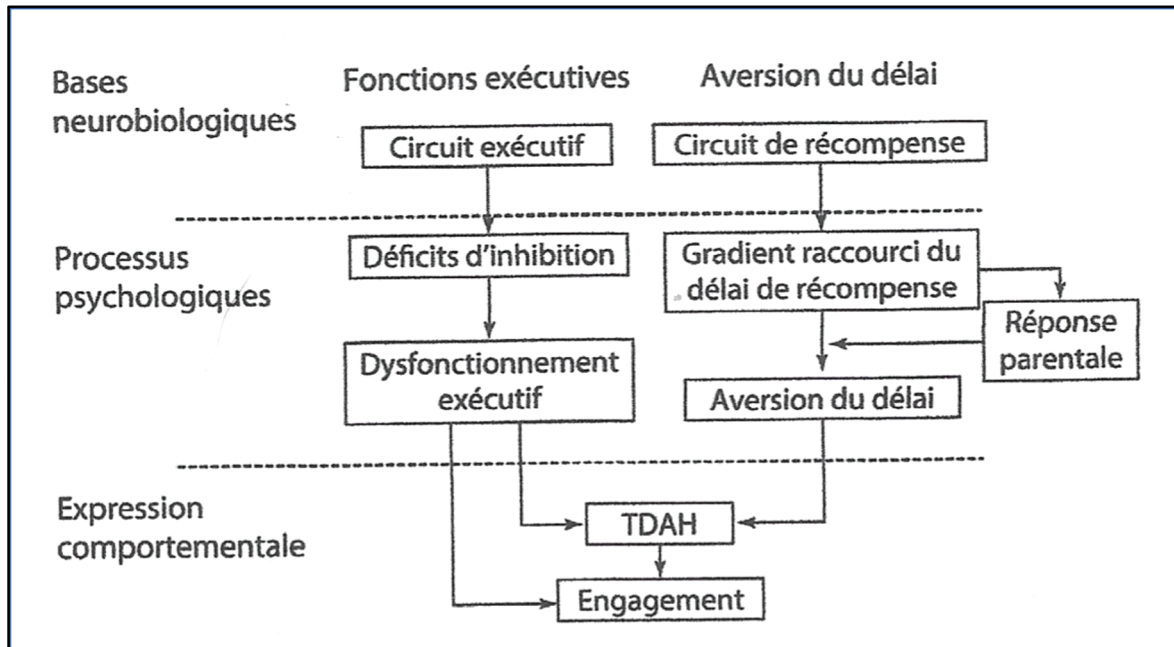 Bases
neurobiologiques
Fonctions exécutives
Aversion du délai
Circuit exécutif
Circuit de récompense
Processus
psychologiques
Déficits d'inhibition
Gradient raccourci du
délai de récompense
Réponse
parentale
Dysfonctionnement
exécutif
Aversion du délai
Expression
comportementale
TDAH
Engagement